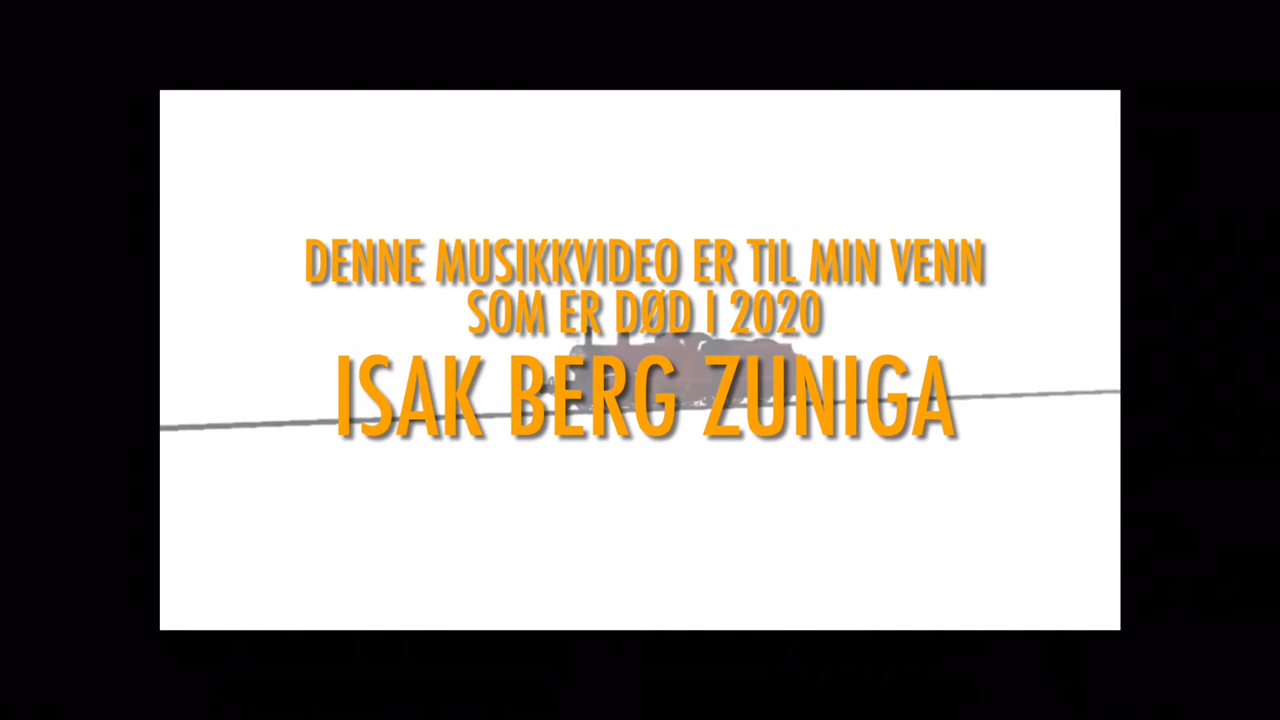 DENNE MUSIKKVIDEO ER TIL MIN VENN
SOM ER DØD I 2020
ISAK BERG ZUNIGA